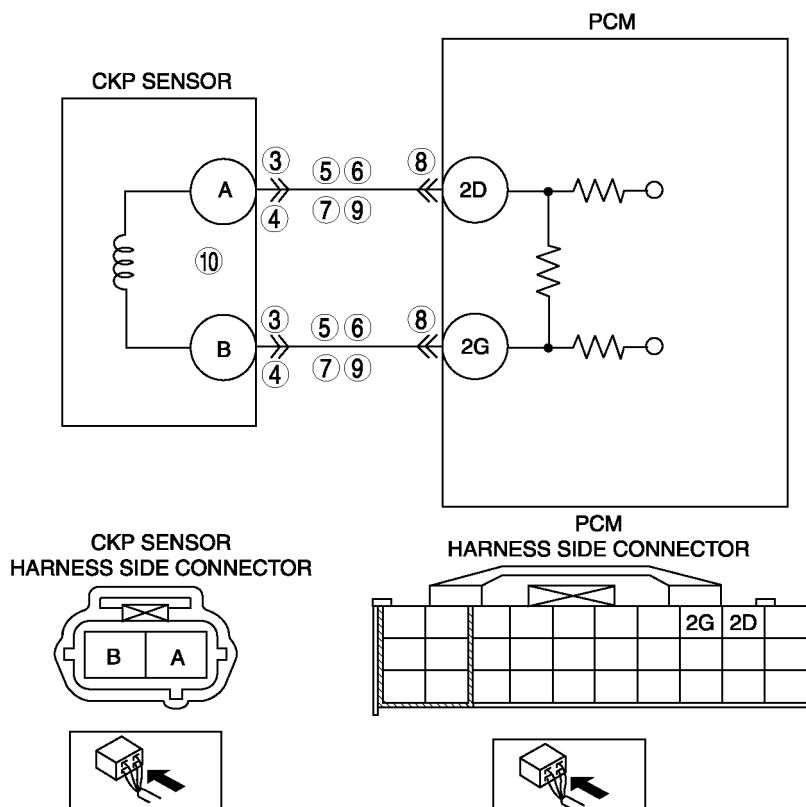 PCM
CKP SENSOR
③ ⑤ ⑥ ⑧
A 2D
④ ⑦ ⑨
⑩
③ ⑤ ⑥ ⑧
B 2G
④ ⑦ ⑨
CKP SENSOR
HARNESS SIDE CONNECTOR
B A
PCM
HARNESS SIDE CONNECTOR
2G 2D